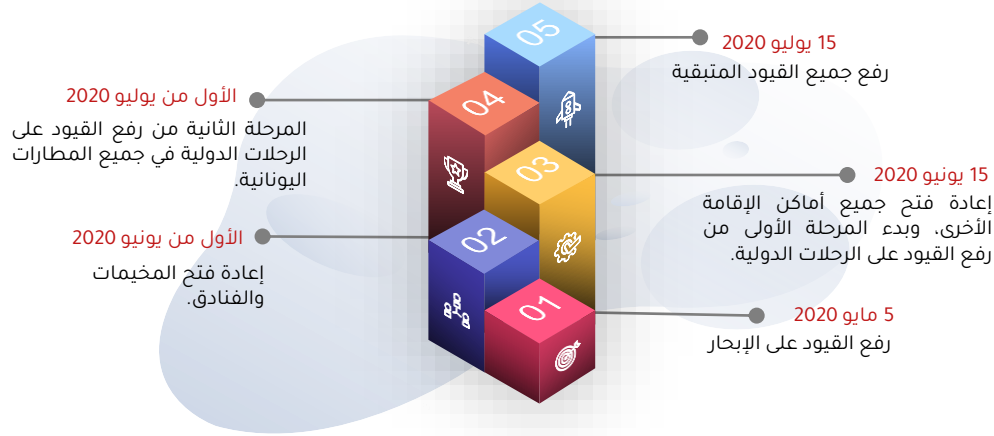 05
15 يوليو 2020
رفع جميع القيود المتبقية
04
الأول من يوليو 2020
المرحلة الثانية من رفع القيود على
الرحلات الدولية في جميع المطارات
اليونانية.
03
15 يونيو 2020
إعادة فتح جميع أماكن الإقامة
الأخرى، وبدء المرحلة الأولى من
رفع القيود على الرحلات الدولية.
02
الأول من يونيو 2020
إعادة فتح المخيمات
والفنادق.
01
5 مايو 2020
رفع القيود على الإبحار